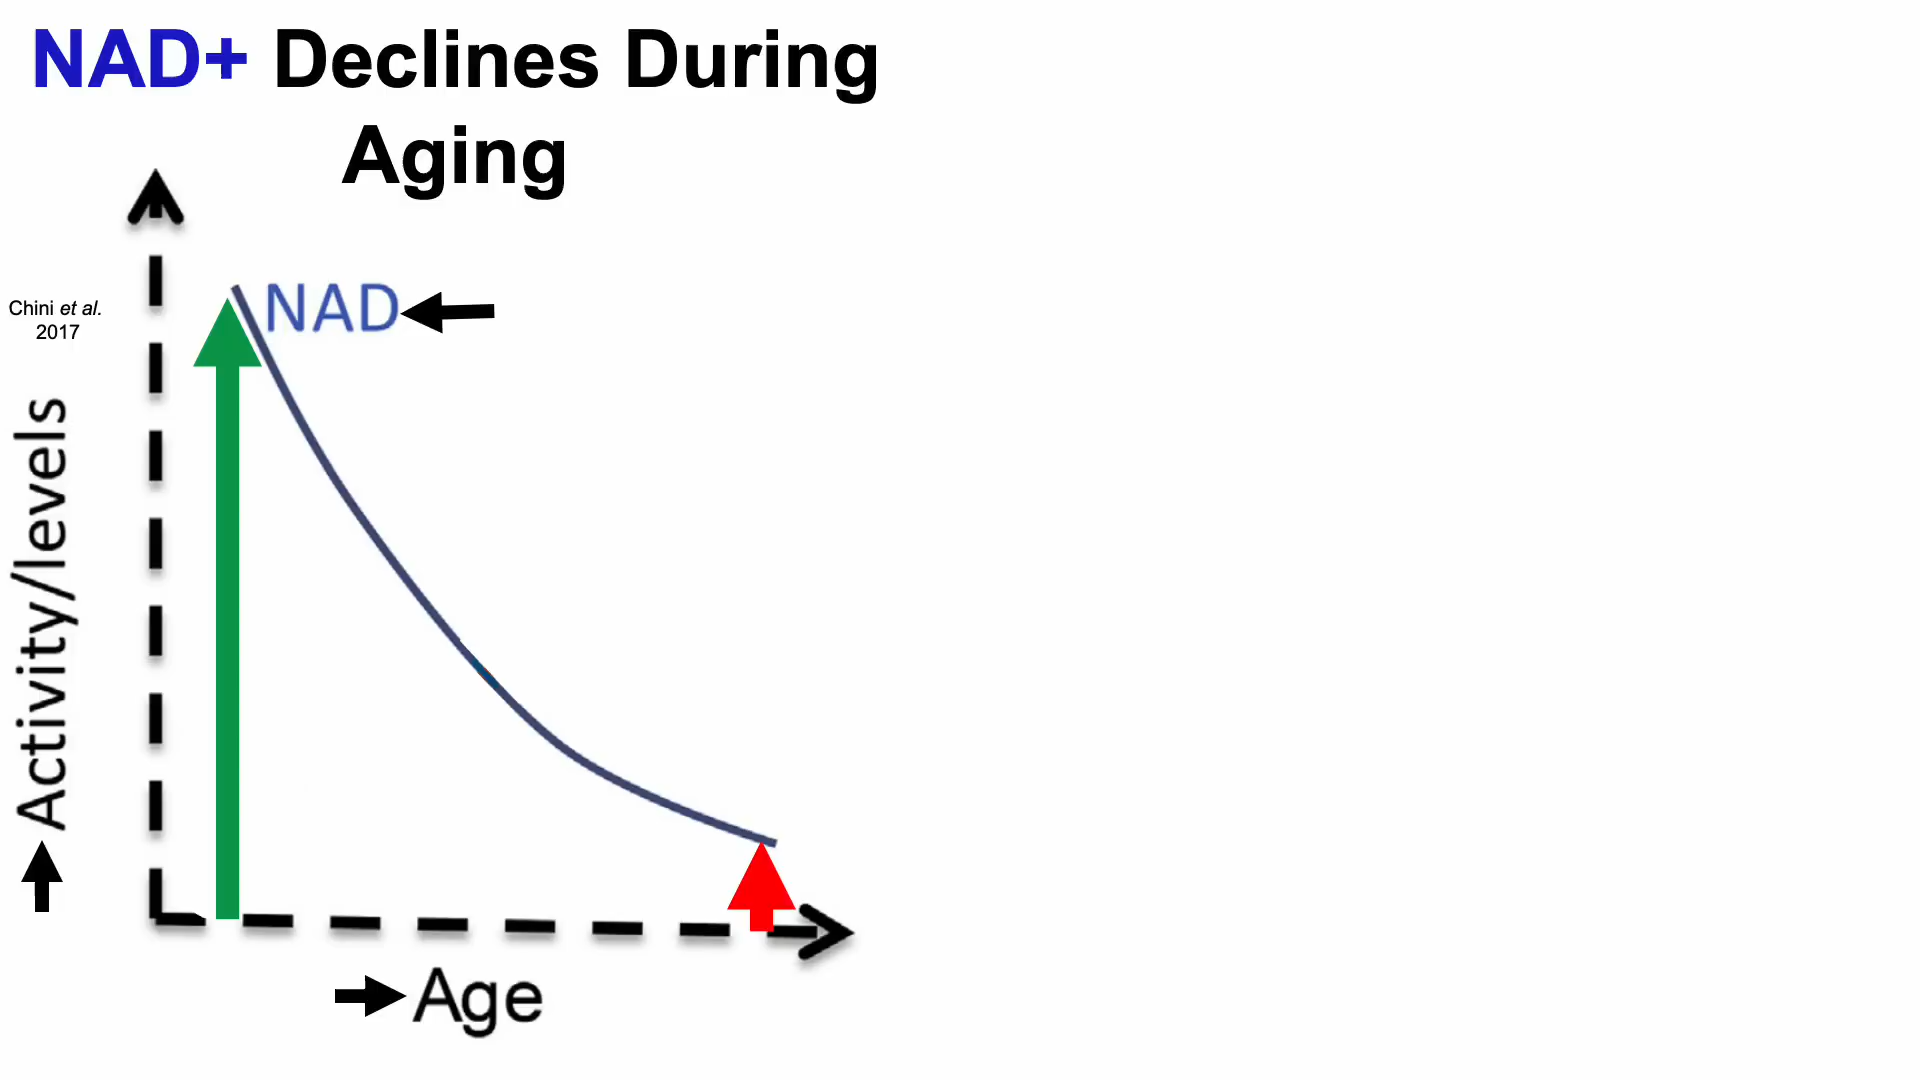 NAD+ Declines During
Aging
Chini et al.
2017
NAD
Activity/levels
Age